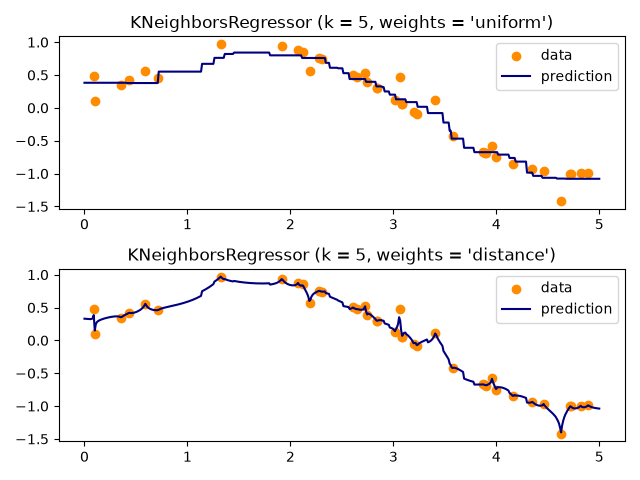 KNeighborsRegressor (k = 5, weights = 'uniform')
1.0
0.5
0.0
−0.5
−1.0
−1.5
data
prediction
0 1 2 3 4 5
KNeighborsRegressor (k = 5, weights = 'distance')
1.0
0.5
0.0
−0.5
−1.0
−1.5
data
prediction
0 1 2 3 4 5